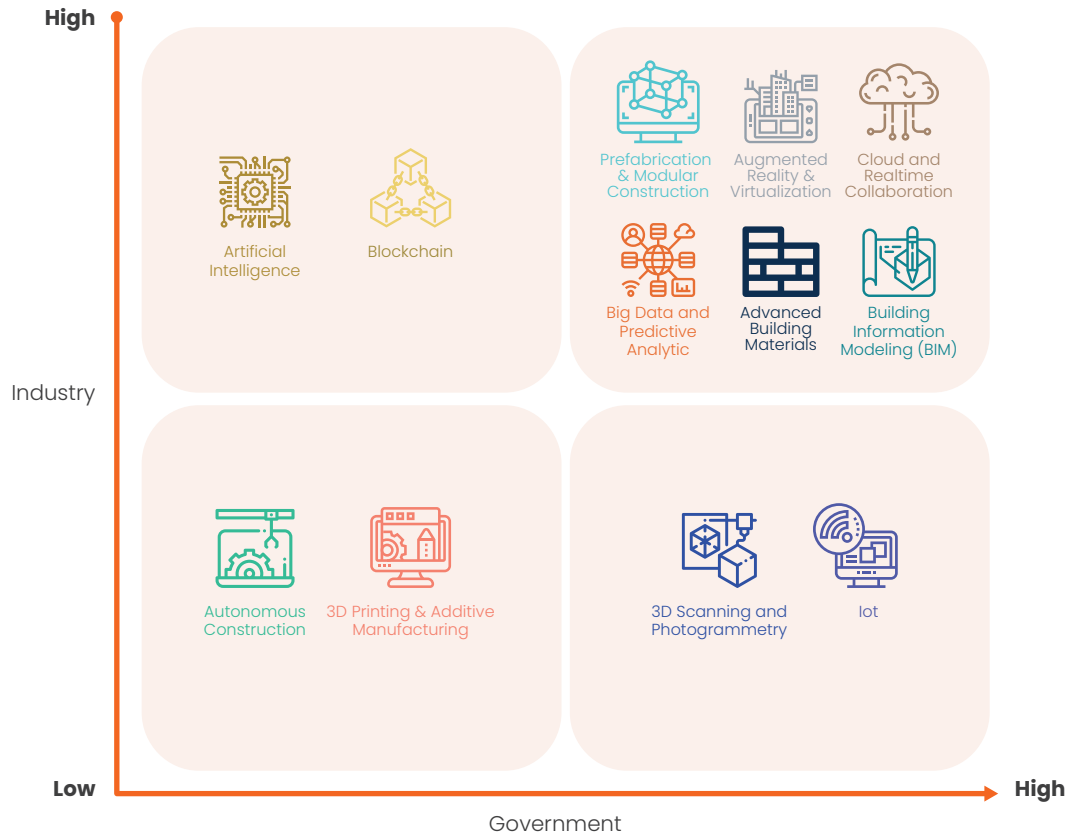 High
Prefabrication
& Modular
Construction
Augmented
Reality &
Virtualization
Cloud and
Realtime
Collaboration
Artificial
Intelligence
Blockchain
Big Data and
Predictive
Analytic
Advanced
Building
Materials
Building
Information
Modeling (BIM)
Industry
Autonomous
Construction
3D Printing & Additive
Manufacturing
3D Scanning and
Photogrammetry
Iot
Low
High
Government